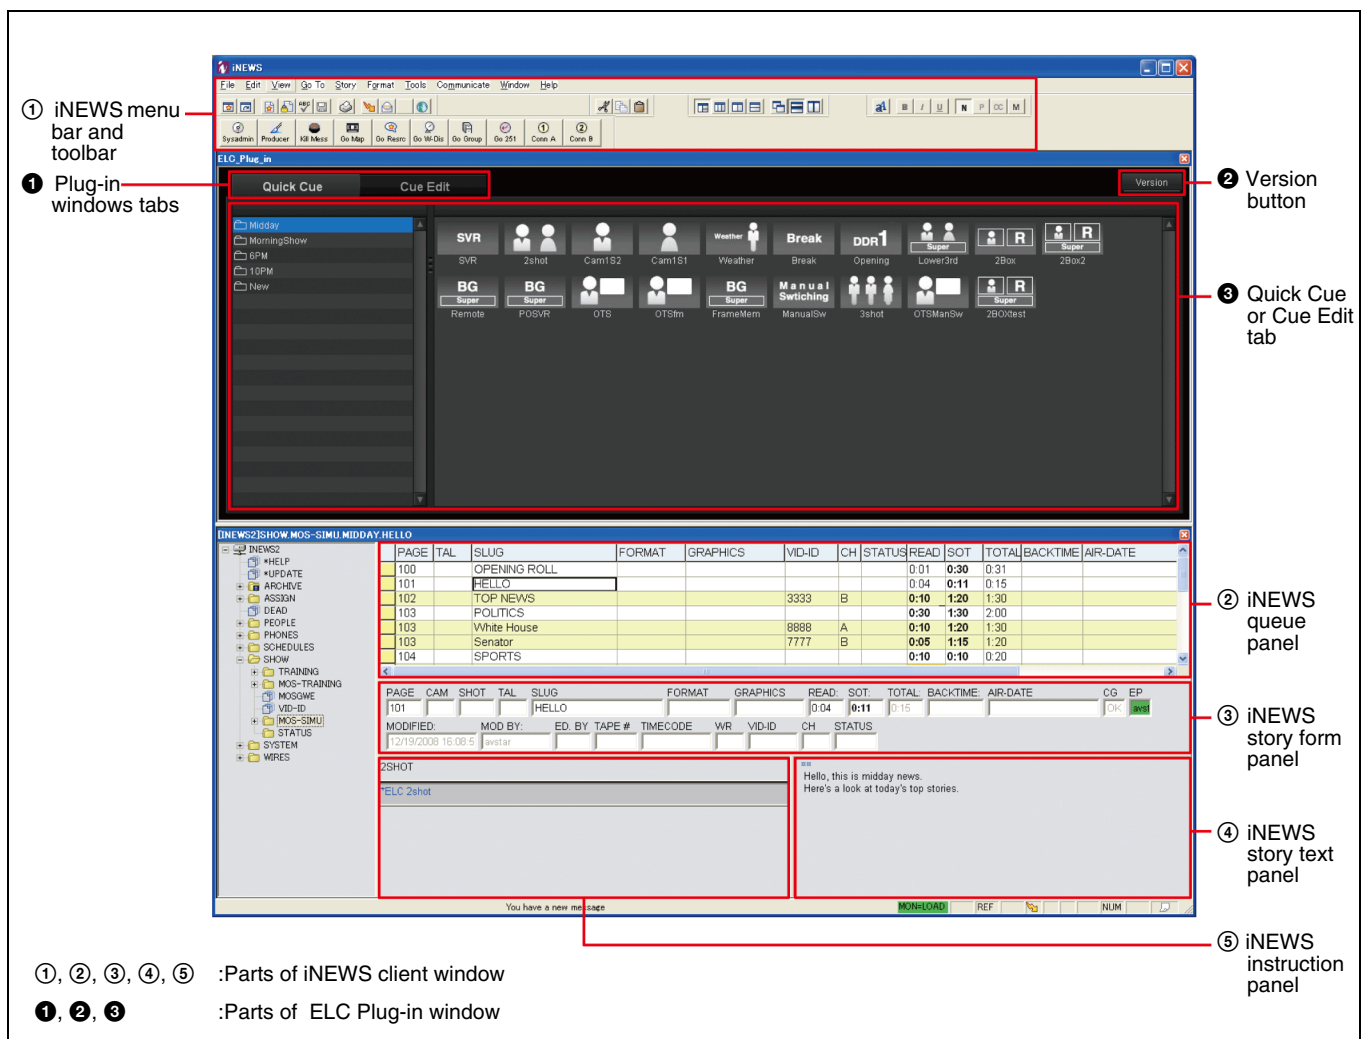 iNEWS
File Edit View Go To Story Format Tools Communicate Window Help
B I U N P CC M
Sysadmin Producer Kill Mess Go Map Go Resrc Go W-Dis Go Group Go 251 Conn A Conn B
① iNEWS menu
bar and
toolbar
ELC_Plug_in
❶ Plug-in
windows tabs
Quick Cue Cue Edit Version
❷ Version
button
Midday
MorningShow
6PM
10PM
New
SVR Weather Break DDR1 Super R R Super
SVR 2shot Cam1S2 Cam1S1 Weather Break Opening Lower3rd 2Box 2Box2
BG Super BG Super BG Super Manual Swtiching R Super
Remote POSVR OTS OTSfm FrameMem ManualSw 3shot OTSManSw 2BOXtest
❸ Quick Cue
or Cue Edit
tab
[INEWS2]SHOW.MOS-SIMU.MIDDAY.HELLO
INEWS2
*HELP
*UPDATE
ARCHIVE
ASSIGN
DEAD
PEOPLE
PHONES
SCHEDULES
SHOW
TRAINING
MOS-TRAINING
MOSGWE
VID-ID
MOS-SIMU
STATUS
SYSTEM
WIRES
PAGE TAL SLUG FORMAT GRAPHICS VID-ID CH STATUS READ SOT TOTAL BACKTIME AIR-DATE
100 OPENING ROLL 0:01 0:30 0:31
101 HELLO 0:04 0:11 0:15
102 TOP NEWS 3333 B 0:10 1:20 1:30
103 POLITICS 0:30 1:30 2:00
103 White House 8888 A 0:10 1:20 1:30
103 Senator 7777 B 0:05 1:15 1:20
104 SPORTS 0:10 0:10 0:20
② iNEWS
queue
panel
PAGE CAM SHOT TAL SLUG FORMAT GRAPHICS READ: SOT: TOTAL: BACKTIME: AIR-DATE CG EP
101 HELLO 0:04 0:11 0:15 OK avst
MODIFIED: MOD BY: ED. BY TAPE # TIMECODE WR VID-ID CH STATUS
12/19/2008 16:08:5 avstar
③ iNEWS
story form
panel
2SHOT
*ELC 2shot
Hello, this is midday news.
Here's a look at today's top stories.
④ iNEWS
story text
panel
You have a new message MON=LOAD REF NUM
⑤ iNEWS
instruction
panel
①, ②, ③, ④, ⑤ :Parts of iNEWS client window
❶, ❷, ❸ :Parts of ELC Plug-in window